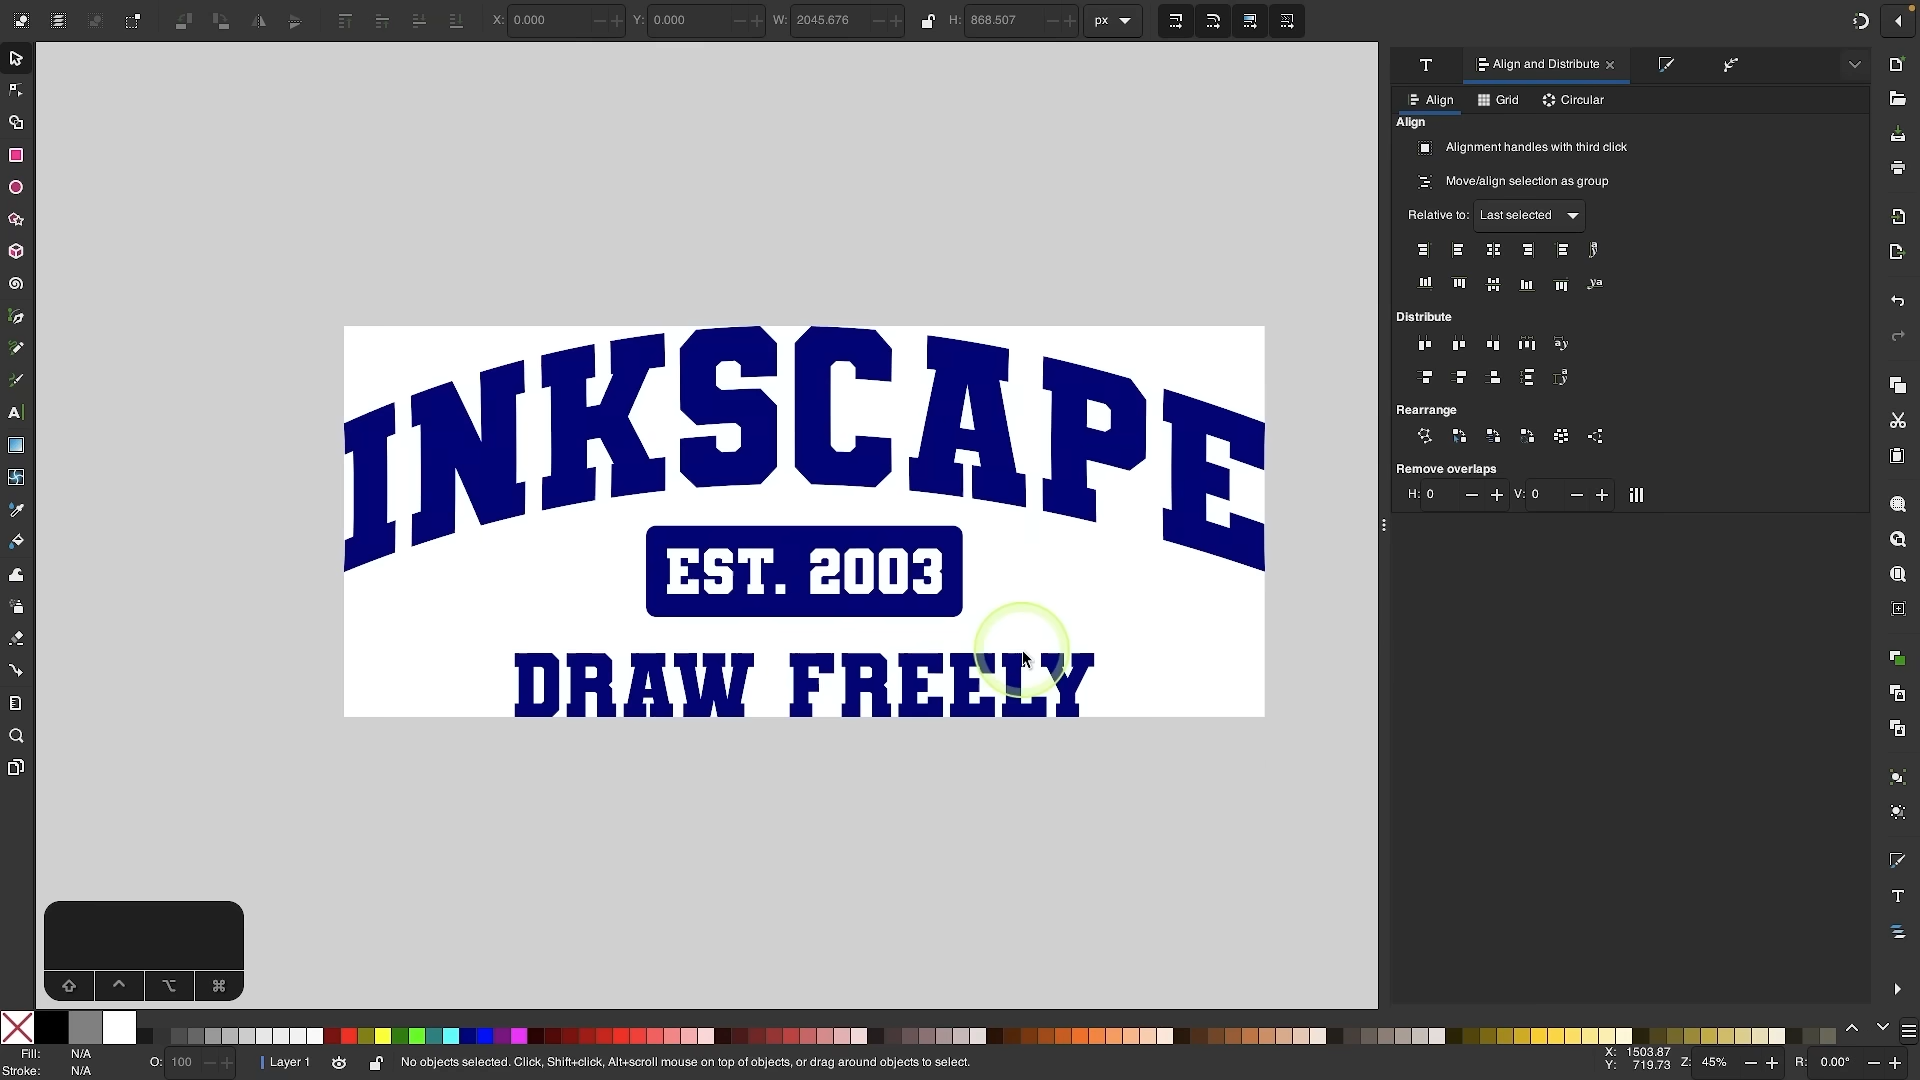 X: 0.000 Y: 0.000 W: 2045.676 H: 868.507 px
Align and Distribute
Align Grid Circular
Align
Alignment handles with third click
Move/align selection as group
Relative to: Last selected
Distribute
Rearrange
Remove overlaps
H: 0 V: 0
INKSCAPE
EST. 2003
DRAW FREELY
Fill: N/A
Stroke: N/A
O: 100 Layer 1 No objects selected. Click, Shift+click, Alt+scroll mouse on top of objects, or drag around objects to select.
X: 1503.87
Y: 719.73
Z: 45% R: 0.00°